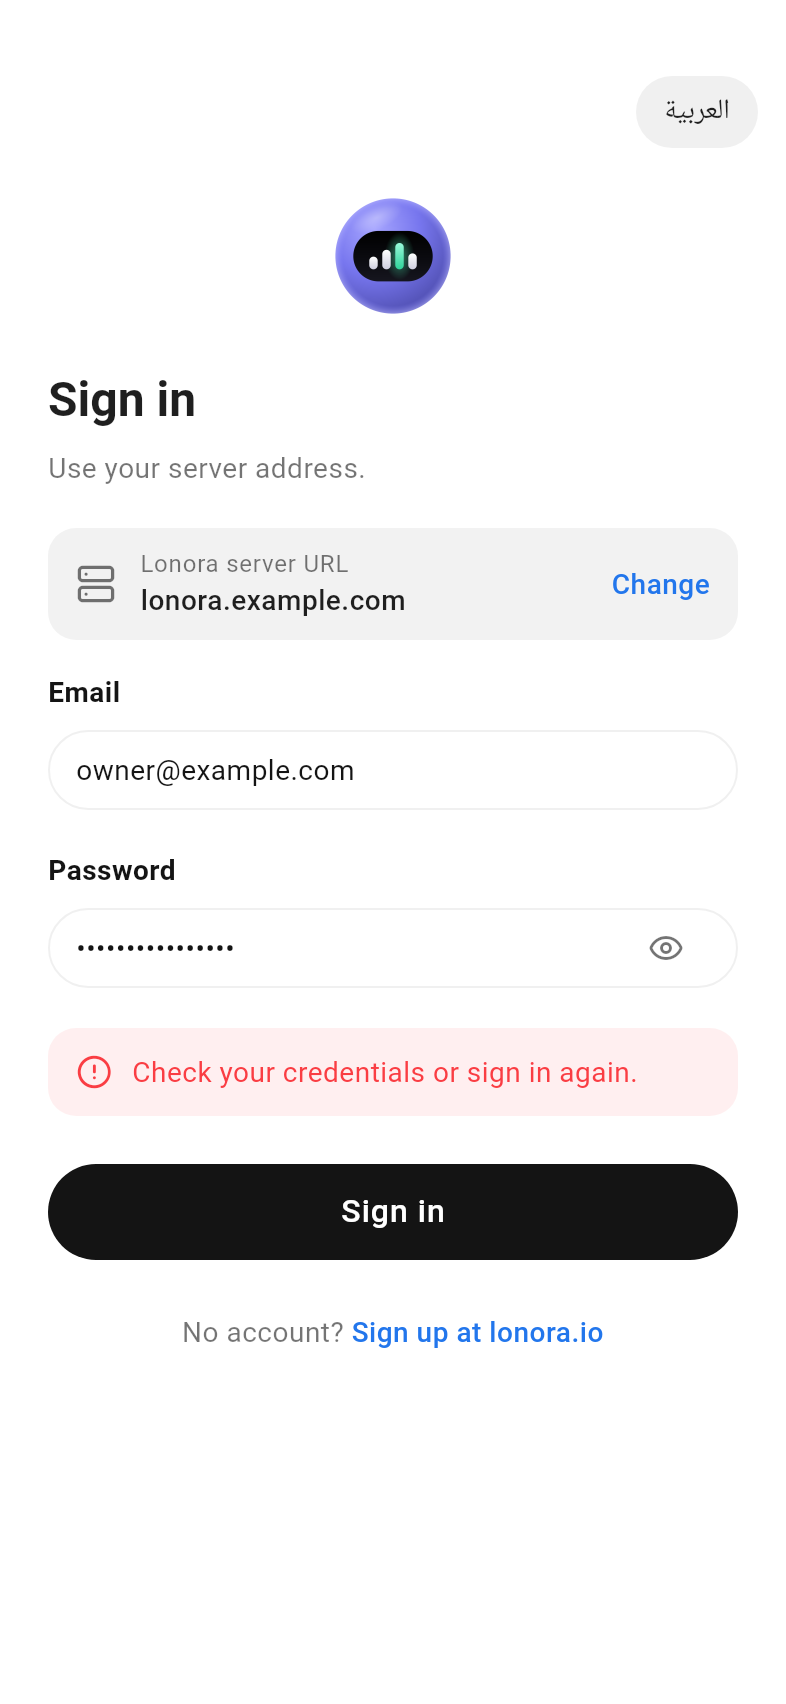 العربية
Sign in
Use your server address.
Lonora server URL
lonora.example.com
Change
Email
owner@example.com
Password
••••••••••••••••
Check your credentials or sign in again.
Sign in
No account? Sign up at lonora.io